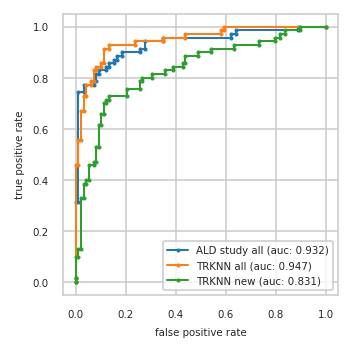 1.0
0.8
0.6
0.4
0.2
0.0
true positive rate
ALD study all (auc: 0.932)
TRKNN all (auc: 0.947)
TRKNN new (auc: 0.831)
0.0 0.2 0.4 0.6 0.8 1.0
false positive rate